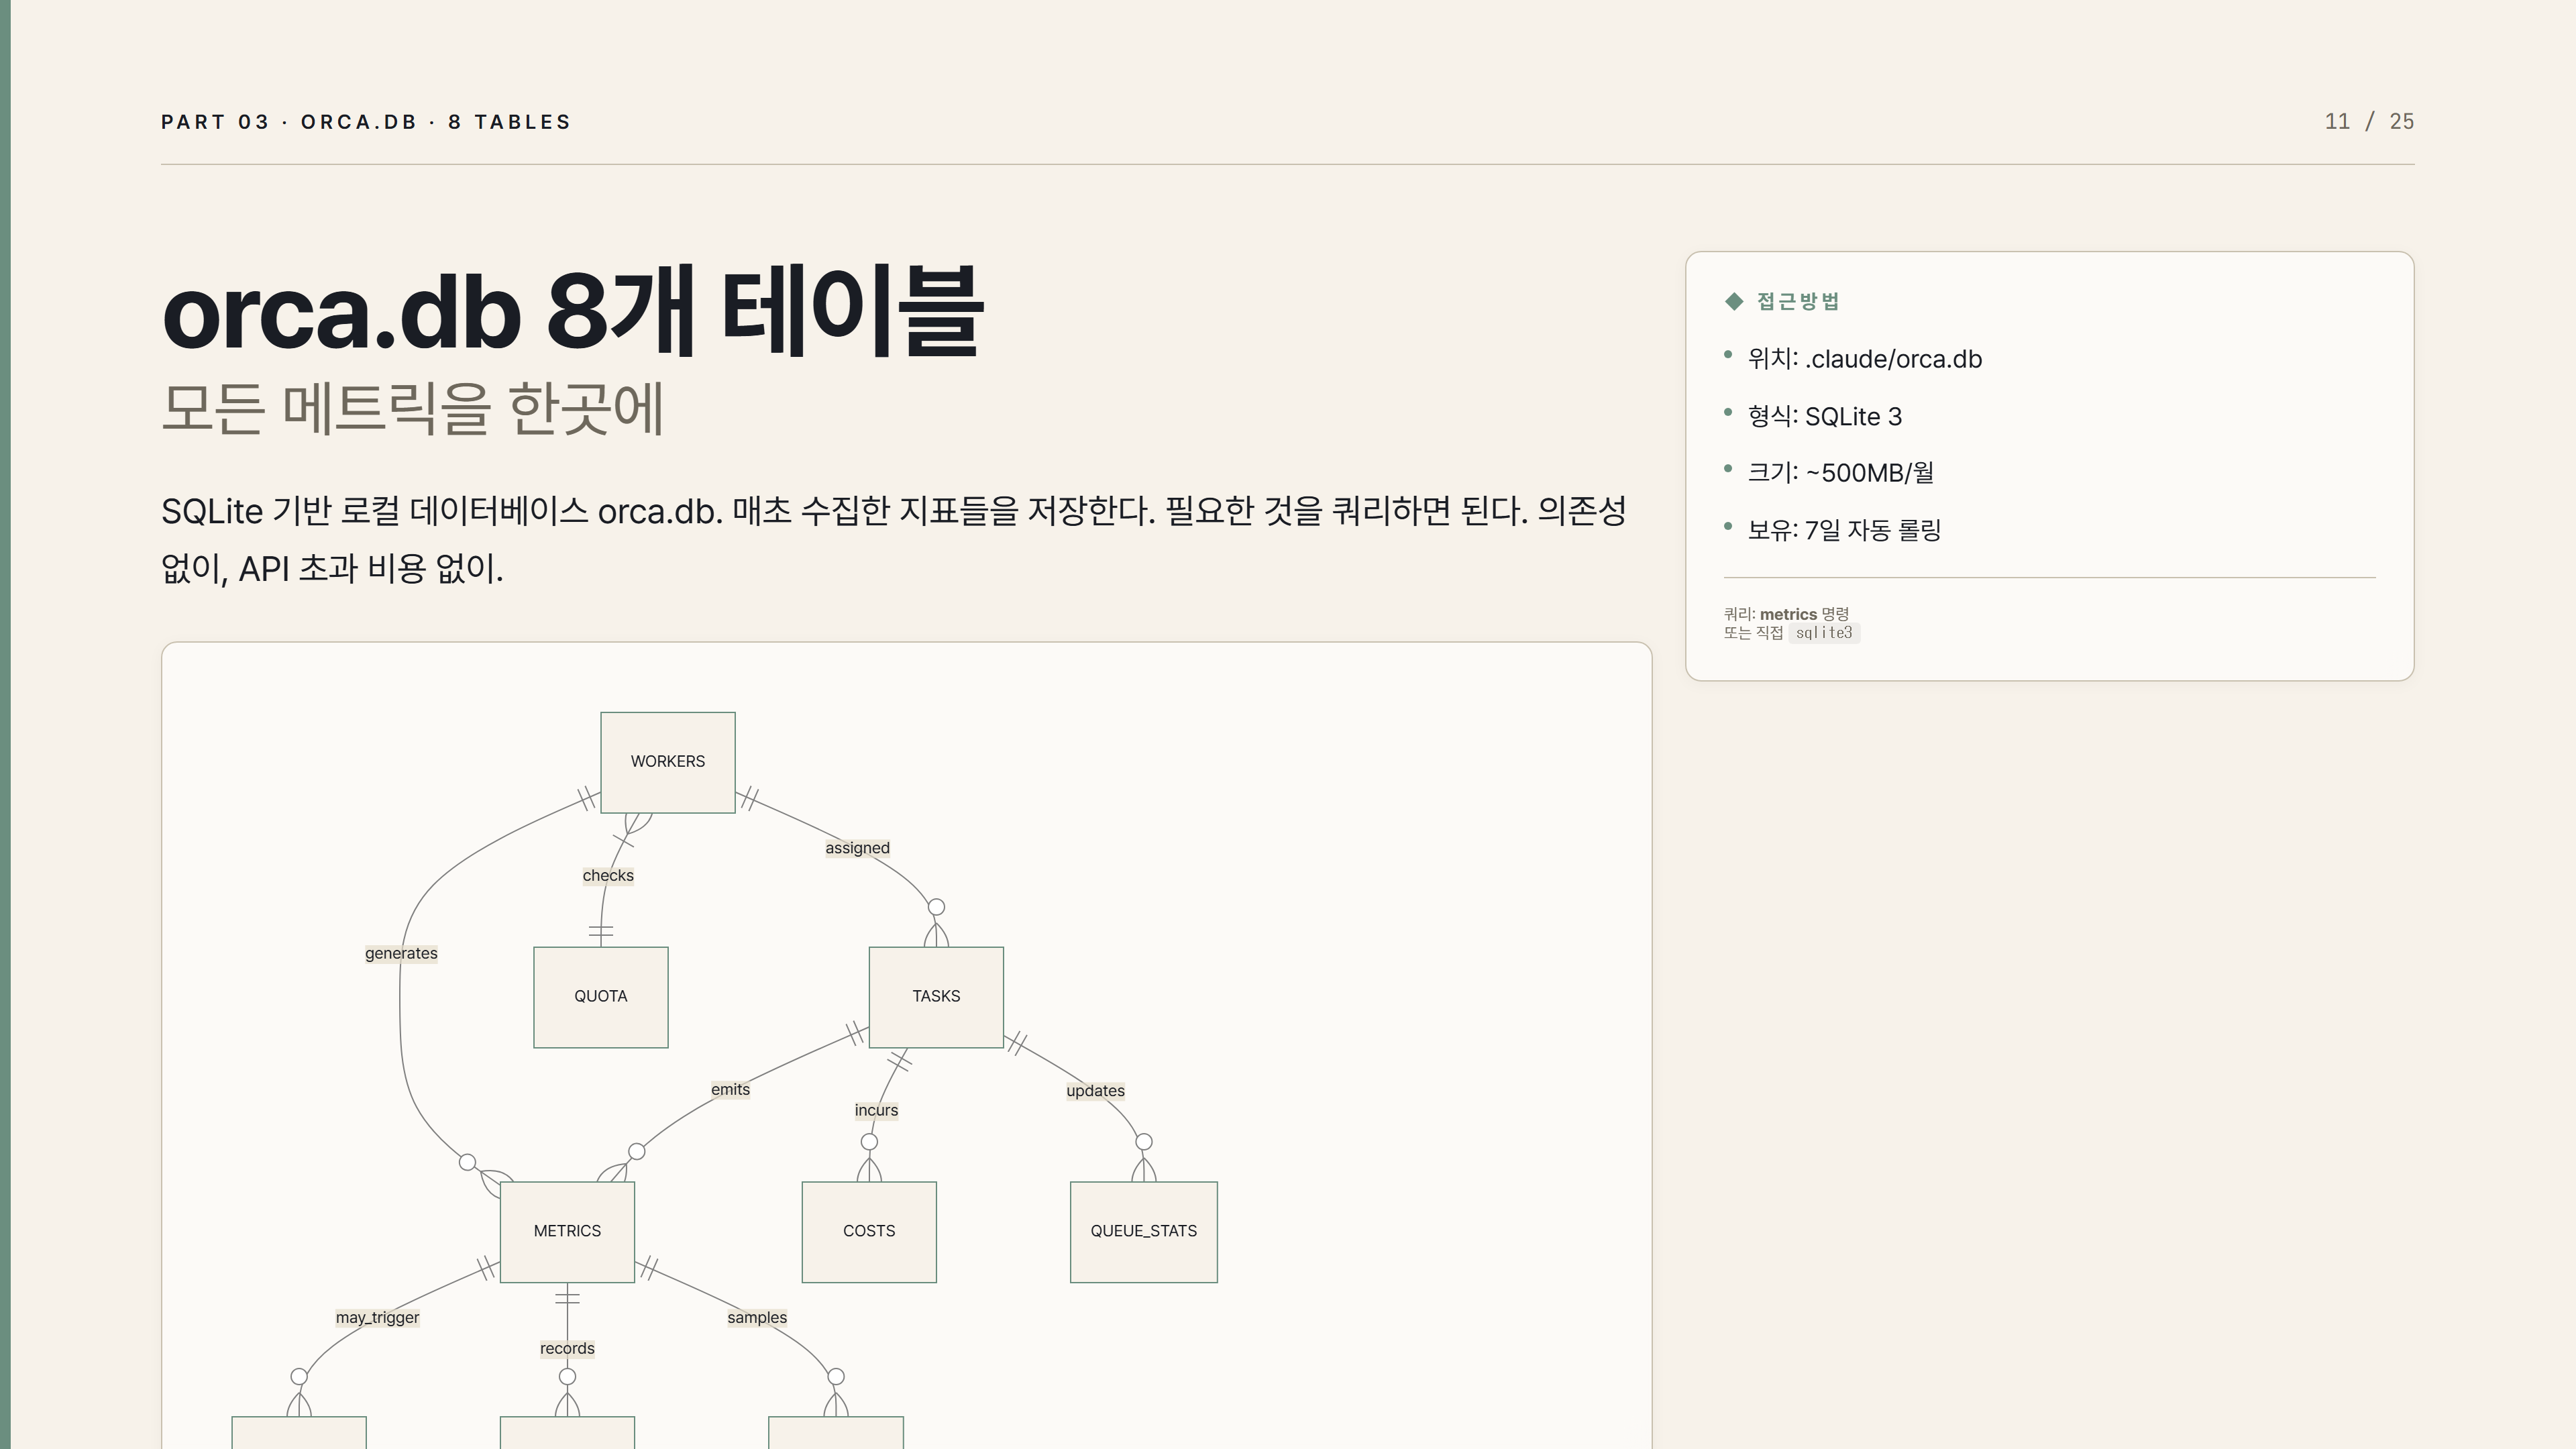 PART 03 · ORCA.DB · 8 TABLES
11 / 25
orca.db 8개 테이블
모든 메트릭을 한곳에
SQLite 기반 로컬 데이터베이스 orca.db. 매초 수집한 지표들을 저장한다. 필요한 것을 쿼리하면 된다. 의존성
없이, API 초과 비용 없이.
◆ 접근방법
• 위치: .claude/orca.db
• 형식: SQLite 3
• 크기: ~500MB/월
• 보유: 7일 자동 롤링
쿼리: metrics 명령
또는 직접 sqlite3
WORKERS
assigned
checks
generates
QUOTA
TASKS
emits
updates
incurs
METRICS
COSTS
QUEUE_STATS
may_trigger
samples
records